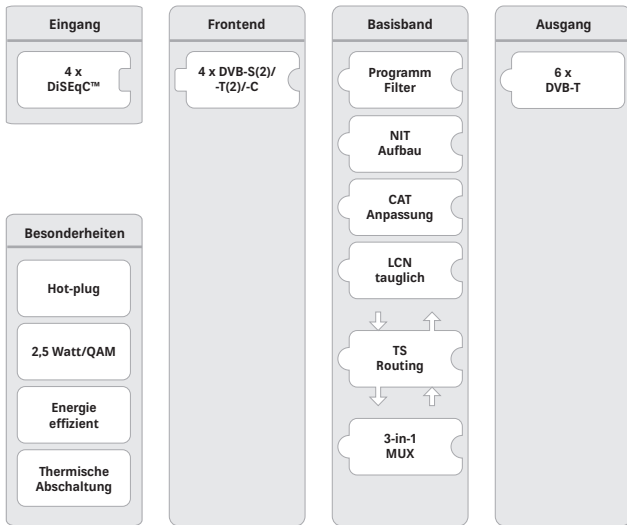 Eingang
4 x
DiSEqC™
Besonderheiten
Hot-plug
2,5 Watt/QAM
Energie
effizient
Thermische
Abschaltung
Frontend
4 x DVB-S(2)/
-T(2)/-C
Basisband
Programm
Filter
NIT
Aufbau
CAT
Anpassung
LCN
tauglich
TS
Routing
3-in-1
MUX
Ausgang
6 x
DVB-T